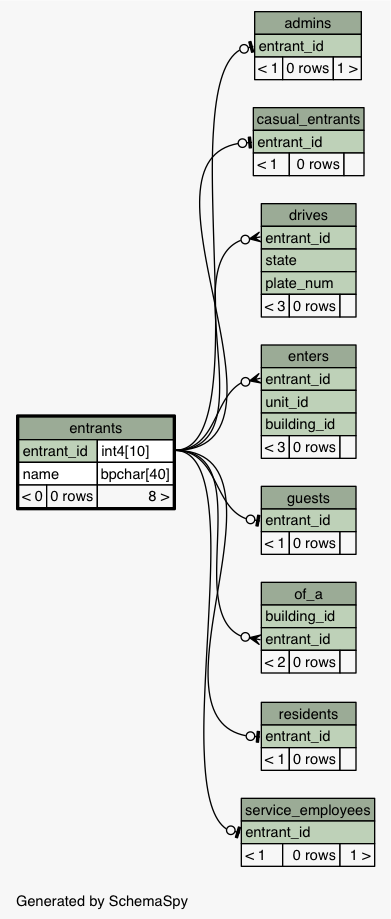 admins
entrant_id
< 1 0 rows 1 >
casual_entrants
entrant_id
< 1 0 rows
drives
entrant_id
state
plate_num
< 3 0 rows
enters
entrant_id
unit_id
building_id
< 3 0 rows
entrants
entrant_id int4[10]
name bpchar[40]
< 0 0 rows 8 >
guests
entrant_id
< 1 0 rows
of_a
building_id
entrant_id
< 2 0 rows
residents
entrant_id
< 1 0 rows
service_employees
entrant_id
< 1 0 rows 1 >
Generated by SchemaSpy